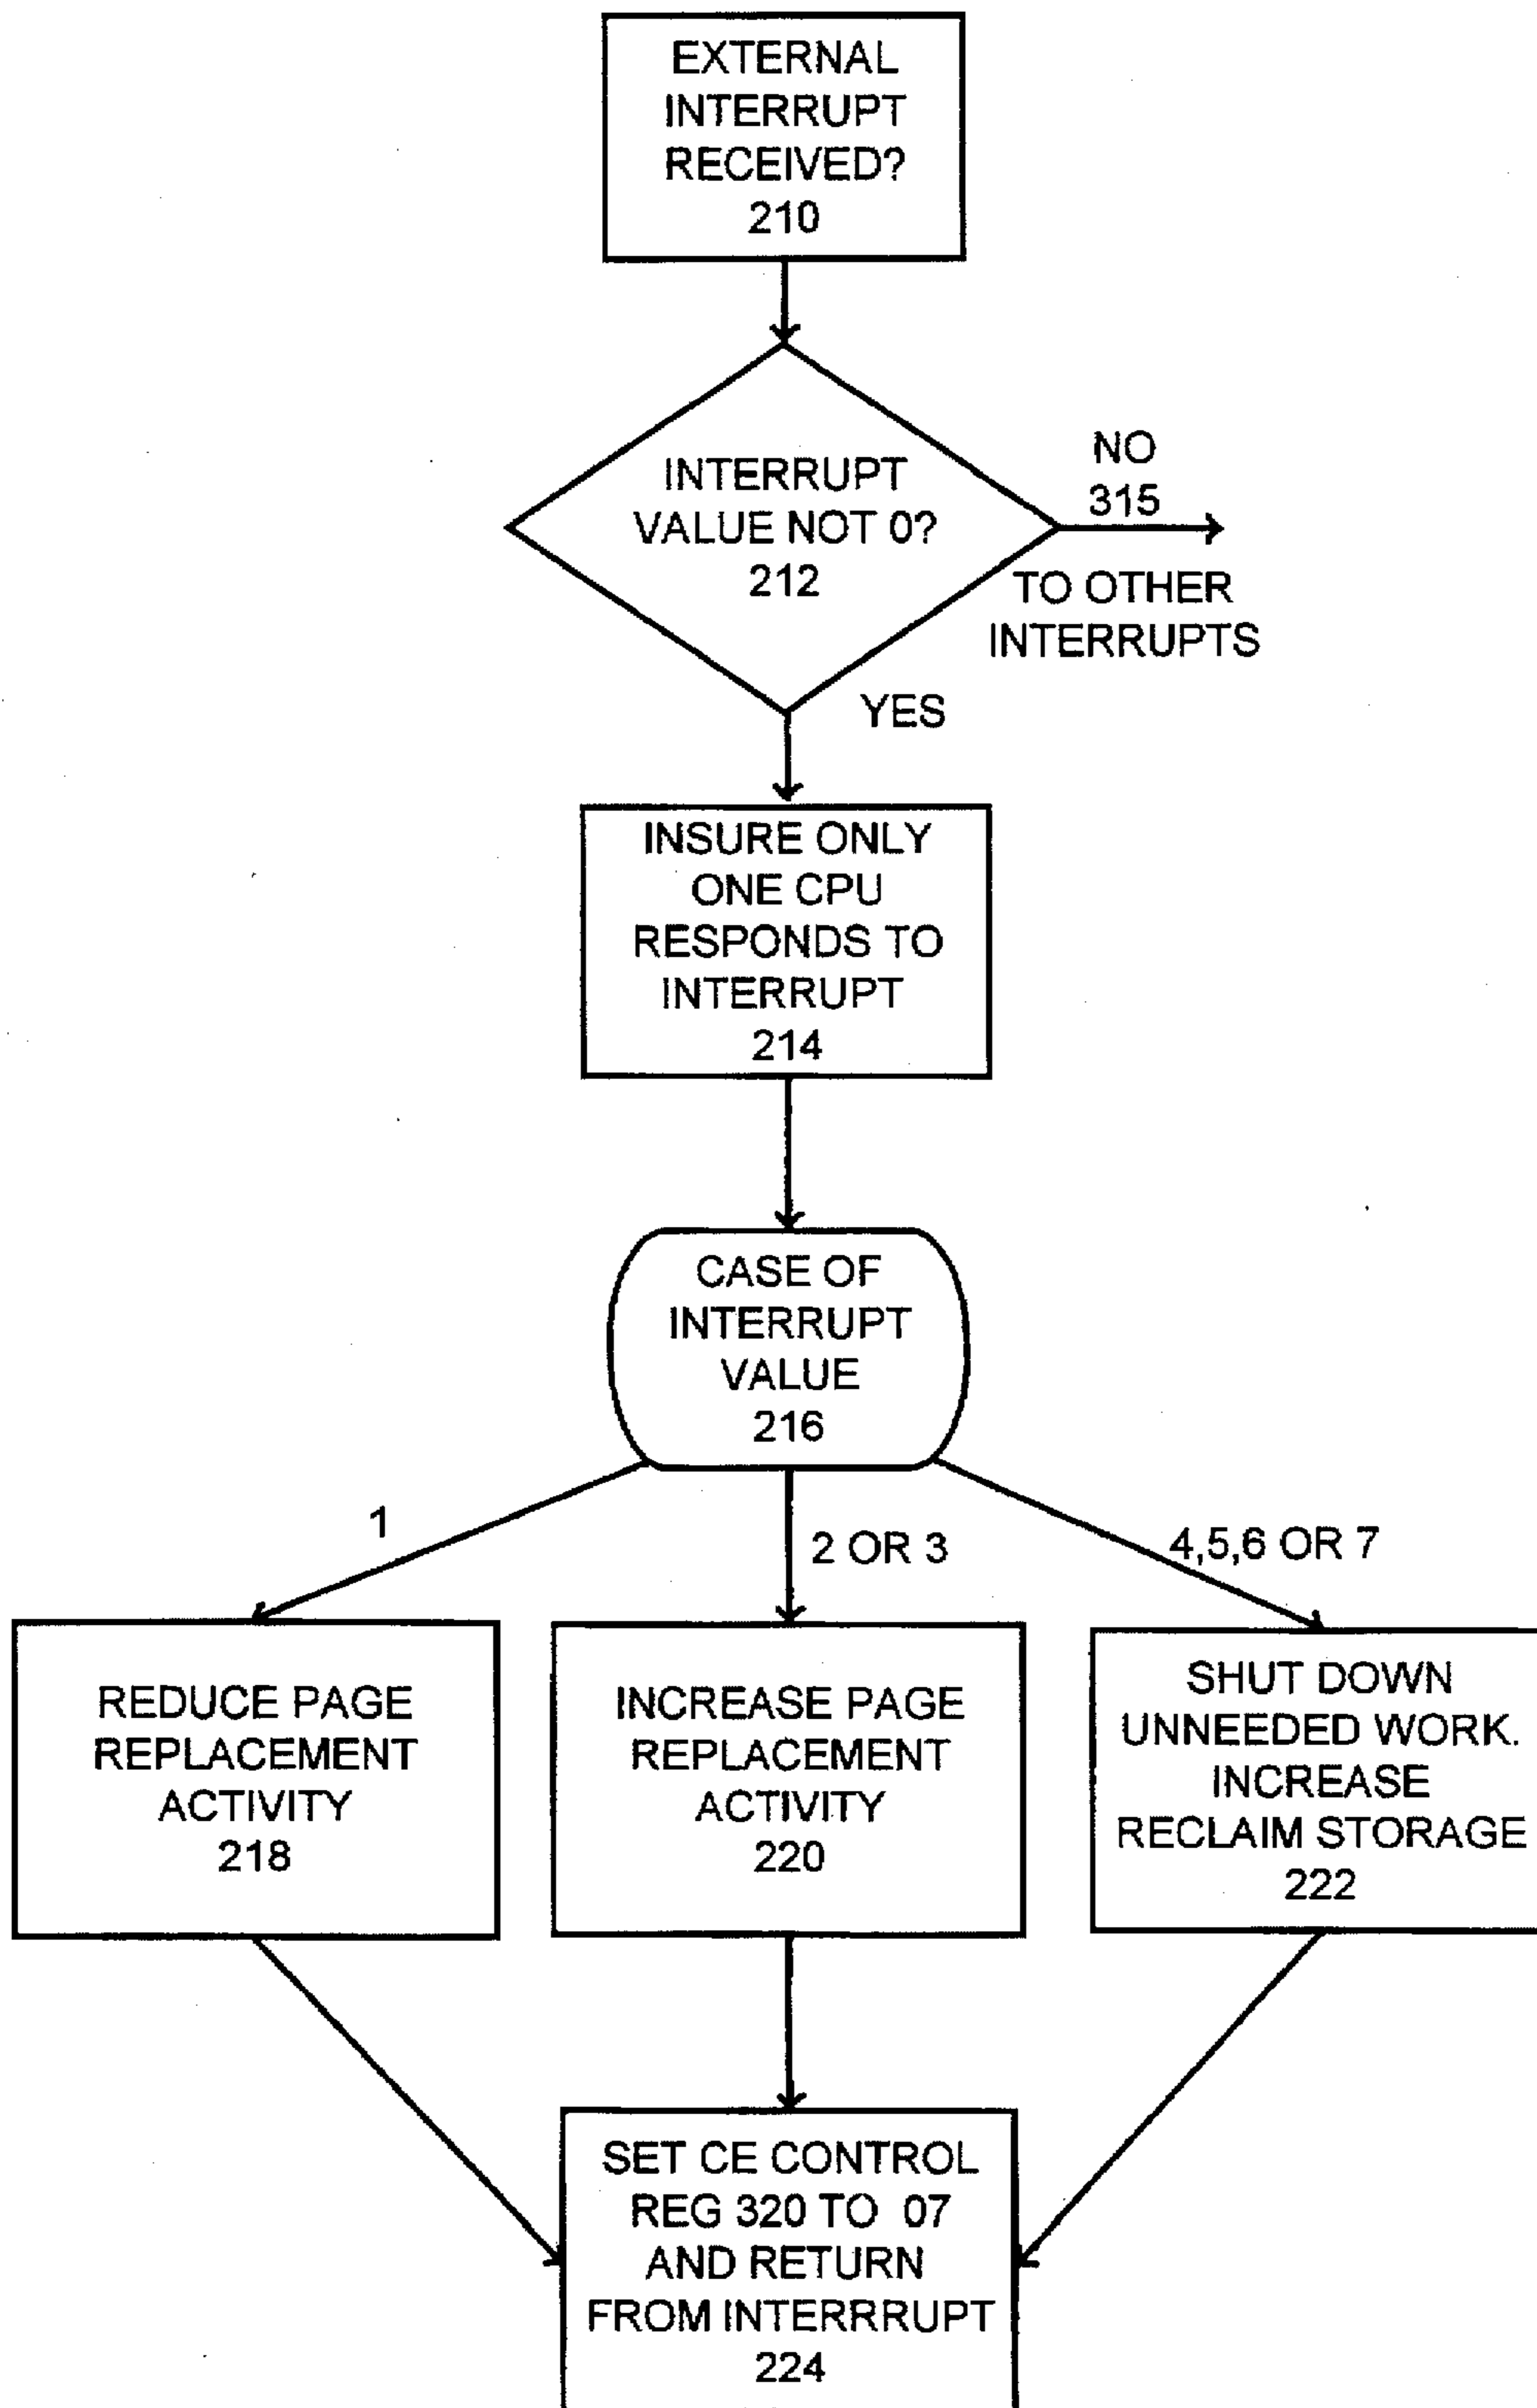 EXTERNAL
INTERRUPT
RECEIVED?
210
INTERRUPT
VALUE NOT 0?
212
NO
315
TO OTHER
INTERRUPTS
YES
INSURE ONLY
ONE CPU
RESPONDS TO
INTERRUPT
214
CASE OF
INTERRUPT
VALUE
216
1
2 OR 3
4,5,6 OR 7
REDUCE PAGE
REPLACEMENT
ACTIVITY
218
INCREASE PAGE
REPLACEMENT
ACTIVITY
220
SHUT DOWN
UNNEEDED WORK.
INCREASE
RECLAIM STORAGE
222
SET CE CONTROL
REG 320 TO 07
AND RETURN
FROM INTERRRUPT
224